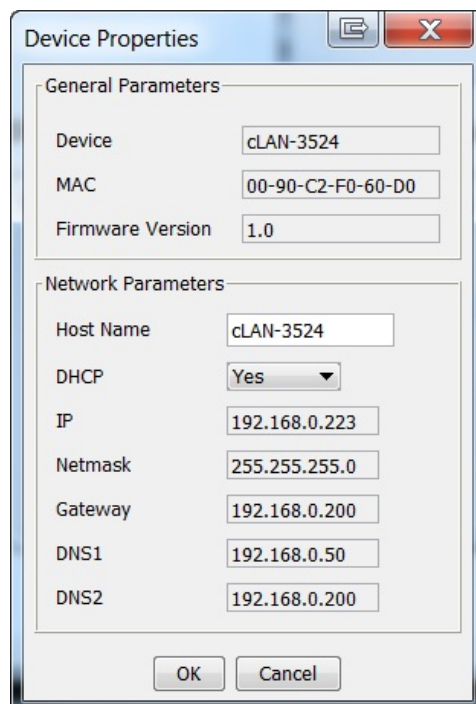 Device Properties
General Parameters
Device cLAN-3524
MAC 00-90-C2-F0-60-D0
Firmware Version 1.0
Network Parameters
Host Name cLAN-3524
DHCP Yes
IP 192.168.0.223
Netmask 255.255.255.0
Gateway 192.168.0.200
DNS1 192.168.0.50
DNS2 192.168.0.200
OK Cancel